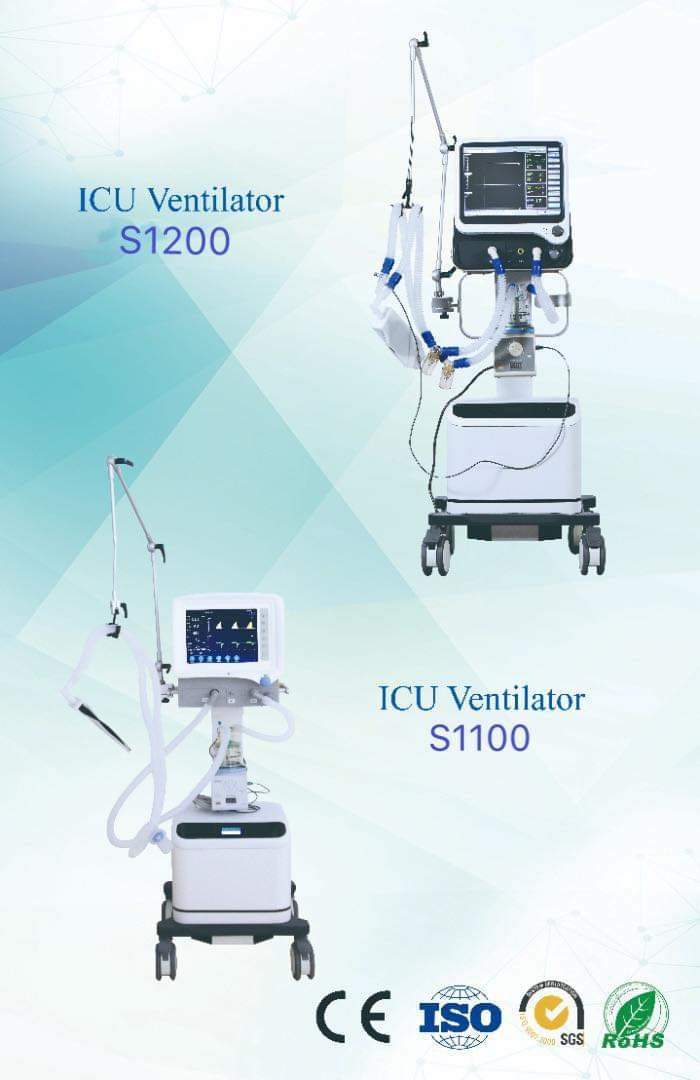 ICU Ventilator
S1200
ICU Ventilator
S1100
CE
ISO
SGS
RoHS